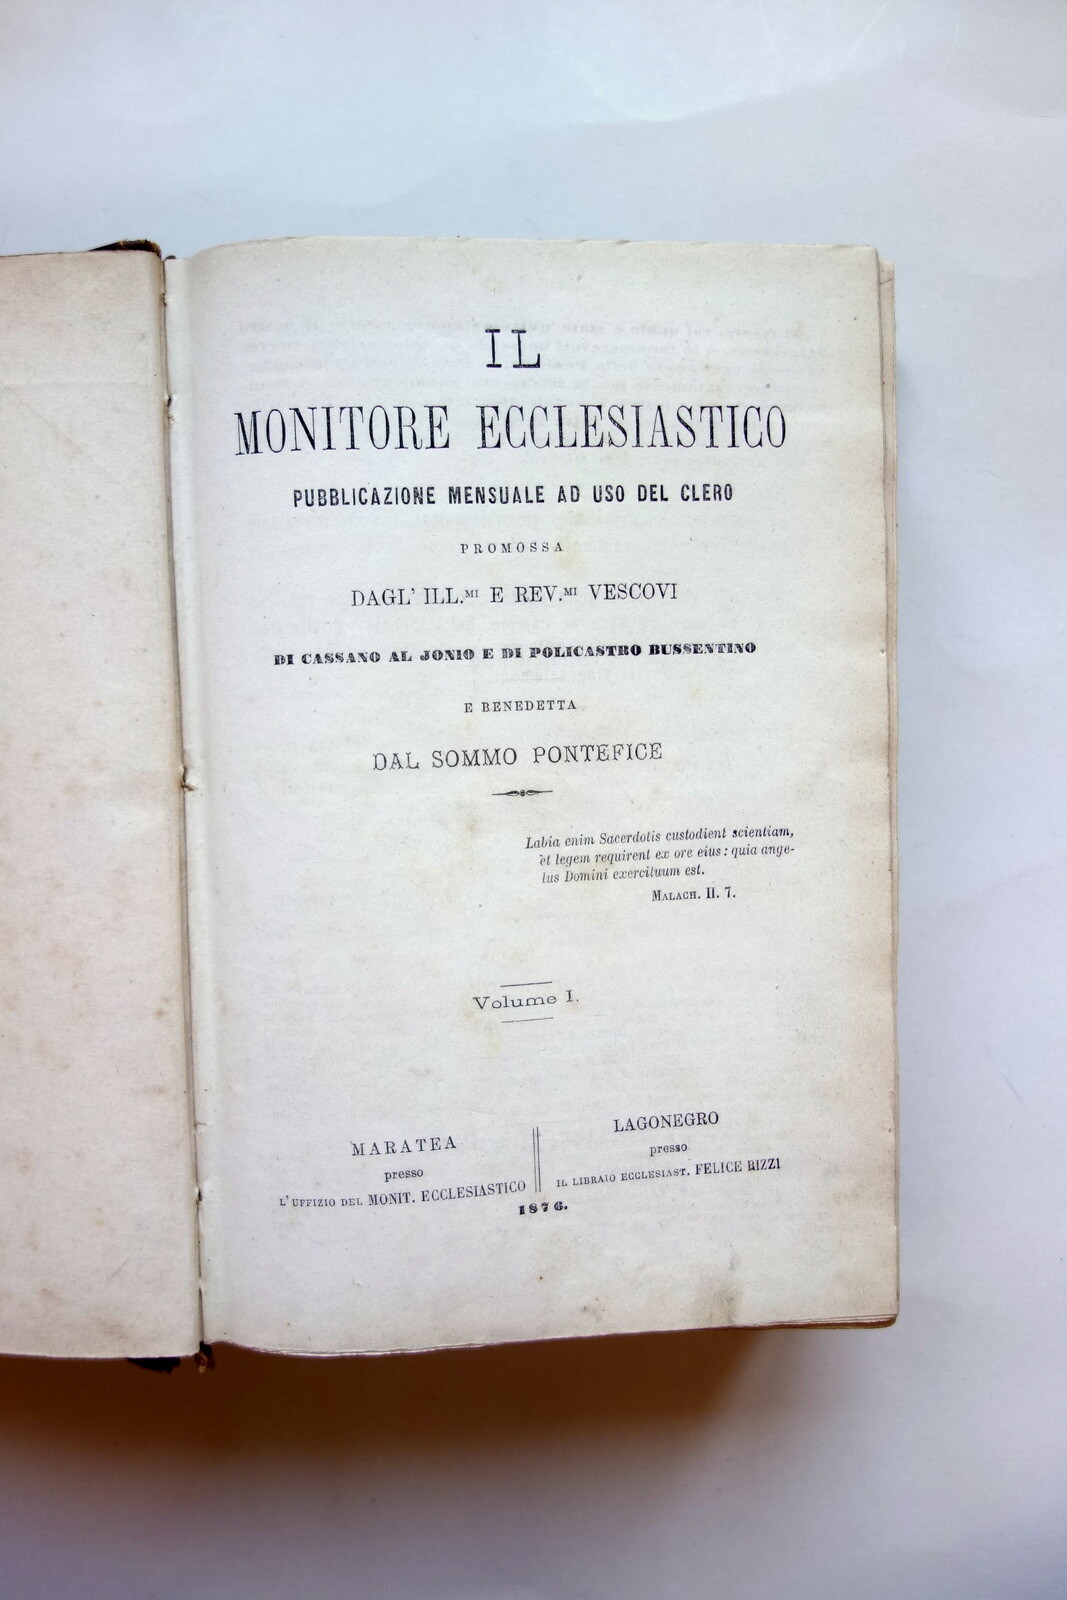 IL
MONITORE ECCLESIASTICO
PUBBLICAZIONE MENSUALE AD USO DEL CLERO
PROMOSSA
DAGL' ILL.MI E REV.MI VESCOVI
DI CASSANO AL JONIO E DI POLICASTRO BUSSENTINO
E BENEDETTA
DAL SOMMO PONTEFICE
Labia enim Sacerdotis custodient scientiam,
et legem requirent ex ore eius: quia ange-
lus Domini exercituum est.
MALACH. II. 7.
Volume I.
MARATEA
presso
L'UFFIZIO DEL MONIT. ECCLESIASTICO
LAGONEGRO
presso
IL LIBRAIO ECCLESIAST. FELICE RIZZI
1876.